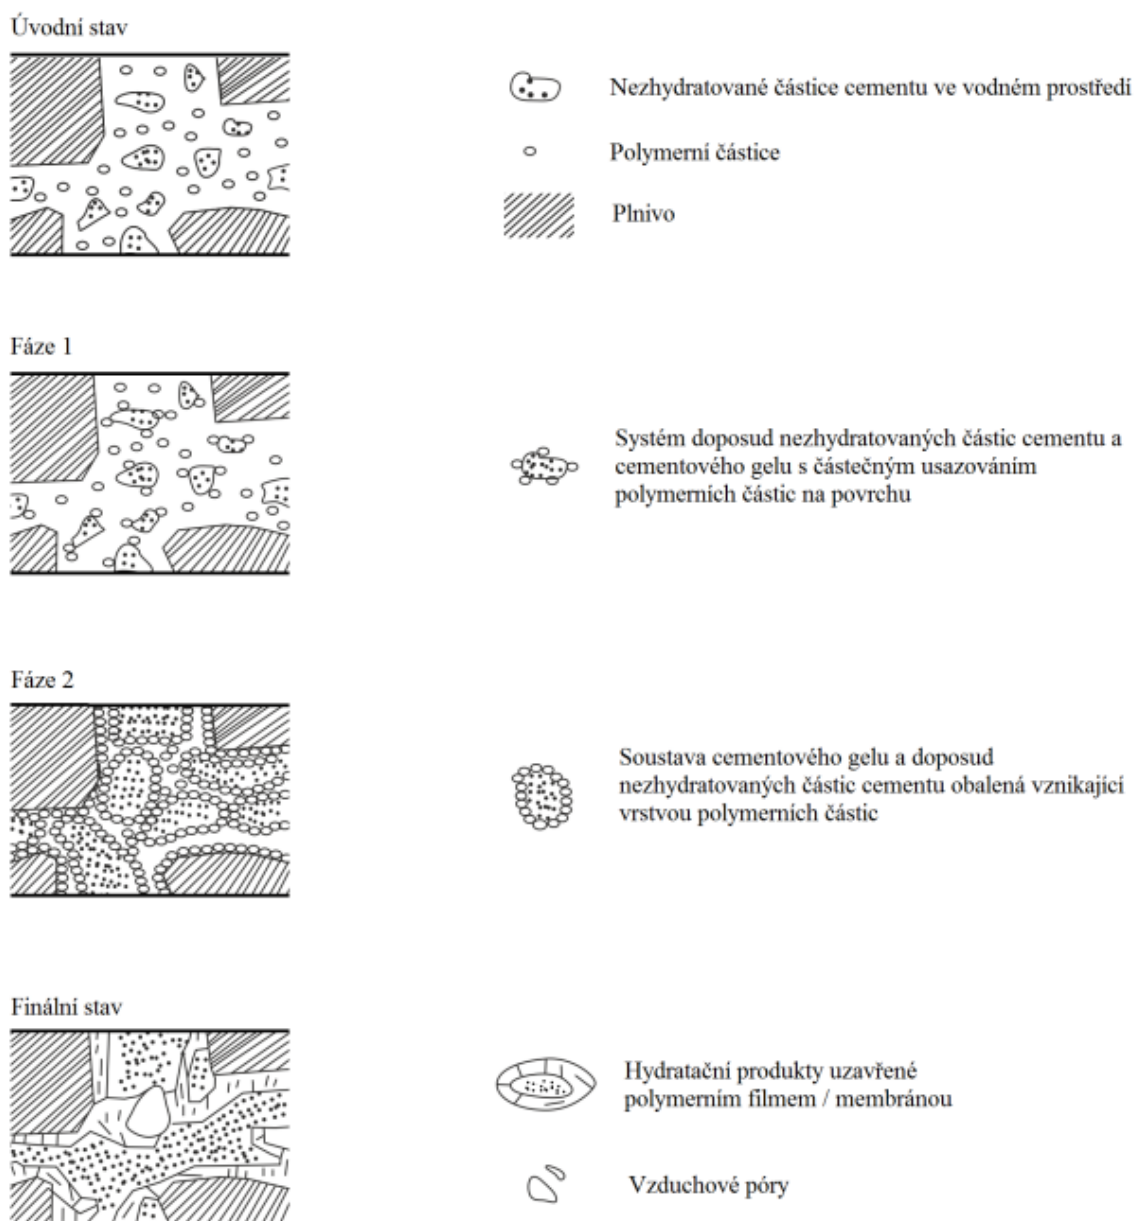 Úvodní stav
Nezhydratované částice cementu ve vodném prostředí
Polymerní částice
Plnivo
Fáze 1
Systém doposud nezhydratovaných částic cementu a
cementového gelu s částečným usazováním
polymerních částic na povrchu
Fáze 2
Soustava cementového gelu a doposud
nezhydratovaných částic cementu obalená vznikající
vrstvou polymerních částic
Finální stav
Hydratační produkty uzavřené
polymerním filmem / membránou
Vzduchové póry